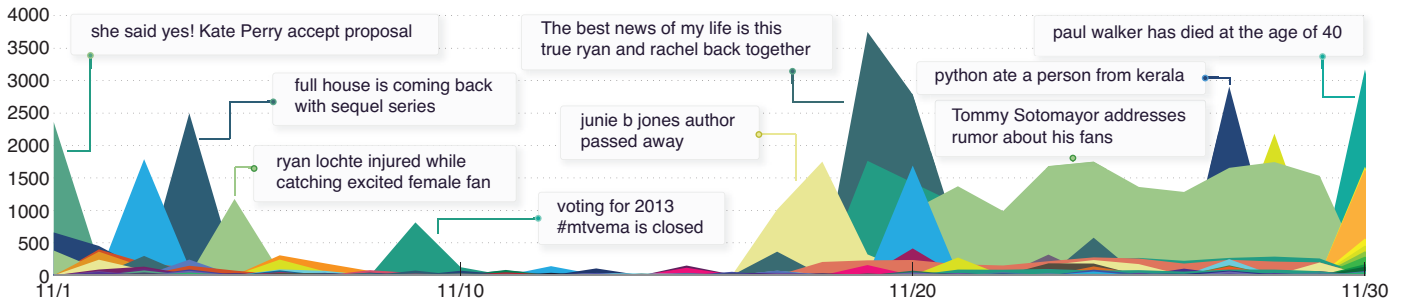 4000
3500
3000
2500
2000
1500
1000
500
0
she said yes! Kate Perry accept proposal
full house is coming back
with sequel series
ryan lochte injured while
catching excited female fan
voting for 2013
#mtvema is closed
The best news of my life is this
true ryan and rachel back together
junie b jones author
passed away
paul walker has died at the age of 40
python ate a person from kerala
Tommy Sotomayor addresses
rumor about his fans
11/1
11/10
11/20
11/30